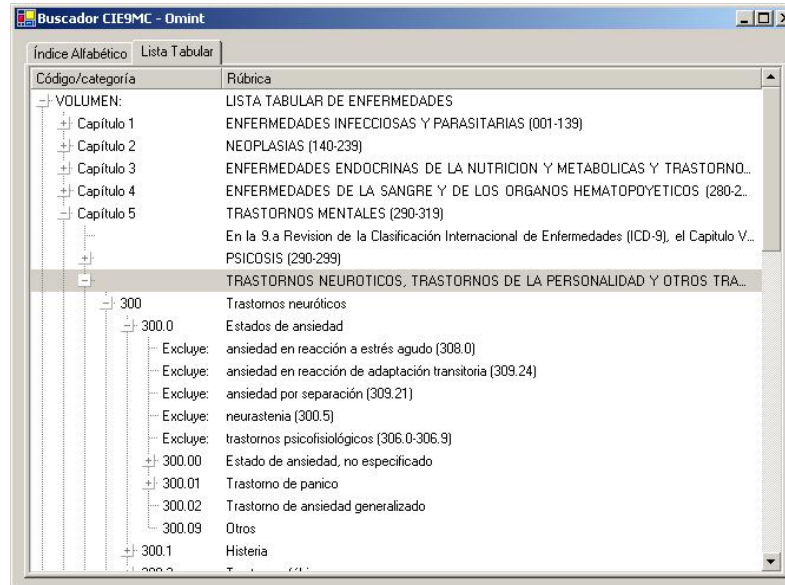 Buscador CIE9MC - Omint
Índice Alfabético Lista Tabular
Código/categoría Rúbrica
VOLUMEN: LISTA TABULAR DE ENFERMEDADES
Capítulo 1 ENFERMEDADES INFECCIOSAS Y PARASITARIAS (001-139)
Capítulo 2 NEOPLASIAS (140-239)
Capítulo 3 ENFERMEDADES ENDOCRINAS DE LA NUTRICION Y METABOLICAS Y TRASTORNO...
Capítulo 4 ENFERMEDADES DE LA SANGRE Y DE LOS ORGANOS HEMATOPOYETICOS (280-2...
Capítulo 5 TRASTORNOS MENTALES (290-319)
En la 9.a Revision de la Clasificación Internacional de Enfermedades (ICD-9), el Capitulo V...
PSICOSIS (290-299)
TRASTORNOS NEUROTICOS, TRASTORNOS DE LA PERSONALIDAD Y OTROS TRA...
300 Trastornos neuróticos
300.0 Estados de ansiedad
Excluye: ansiedad en reacción a estrés agudo (308.0)
Excluye: ansiedad en reacción de adaptación transitoria (309.24)
Excluye: ansiedad por separación (309.21)
Excluye: neurastenia (300.5)
Excluye: trastornos psicofisiológicos (306.0-306.9)
300.00 Estado de ansiedad, no especificado
300.01 Trastorno de panico
300.02 Trastorno de ansiedad generalizado
300.09 Otros
300.1 Histeria